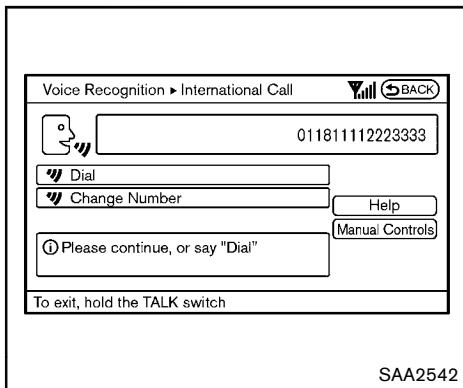 Voice Recognition ▸ International Call BACK
011811112223333
Dial
Change Number
Help
Manual Controls
Please continue, or say "Dial"
To exit, hold the TALK switch
SAA2542